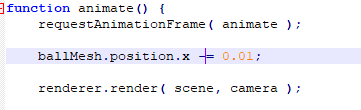 function animate() {
requestAnimationFrame( animate );
ballMesh.position.x -= 0.01;
renderer.render( scene, camera );